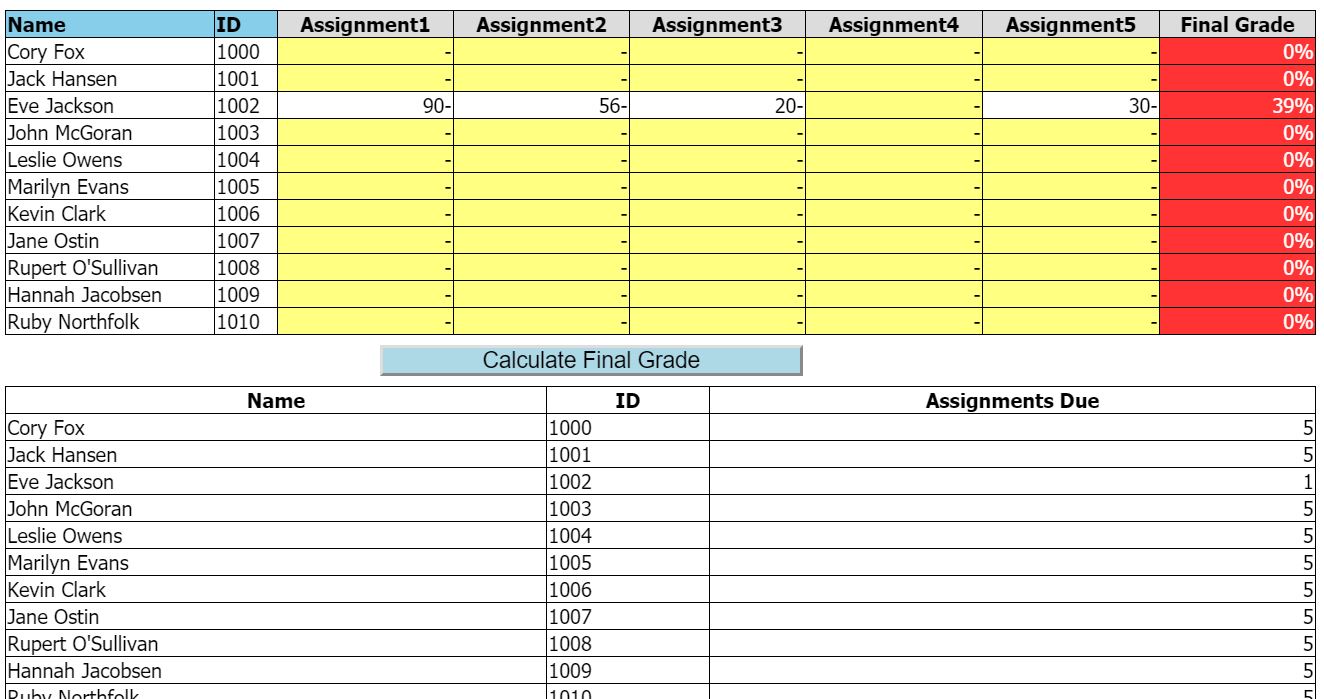 Name ID Assignment1 Assignment2 Assignment3 Assignment4 Assignment5 Final Grade
Cory Fox 1000 - - - - - 0%
Jack Hansen 1001 - - - - - 0%
Eve Jackson 1002 90- 56- 20- - 30- 39%
John McGoran 1003 - - - - - 0%
Leslie Owens 1004 - - - - - 0%
Marilyn Evans 1005 - - - - - 0%
Kevin Clark 1006 - - - - - 0%
Jane Ostin 1007 - - - - - 0%
Rupert O'Sullivan 1008 - - - - - 0%
Hannah Jacobsen 1009 - - - - - 0%
Ruby Northfolk 1010 - - - - - 0%
Calculate Final Grade
Name ID Assignments Due
Cory Fox 1000 5
Jack Hansen 1001 5
Eve Jackson 1002 1
John McGoran 1003 5
Leslie Owens 1004 5
Marilyn Evans 1005 5
Kevin Clark 1006 5
Jane Ostin 1007 5
Rupert O'Sullivan 1008 5
Hannah Jacobsen 1009 5
Ruby Northfolk 1010 5